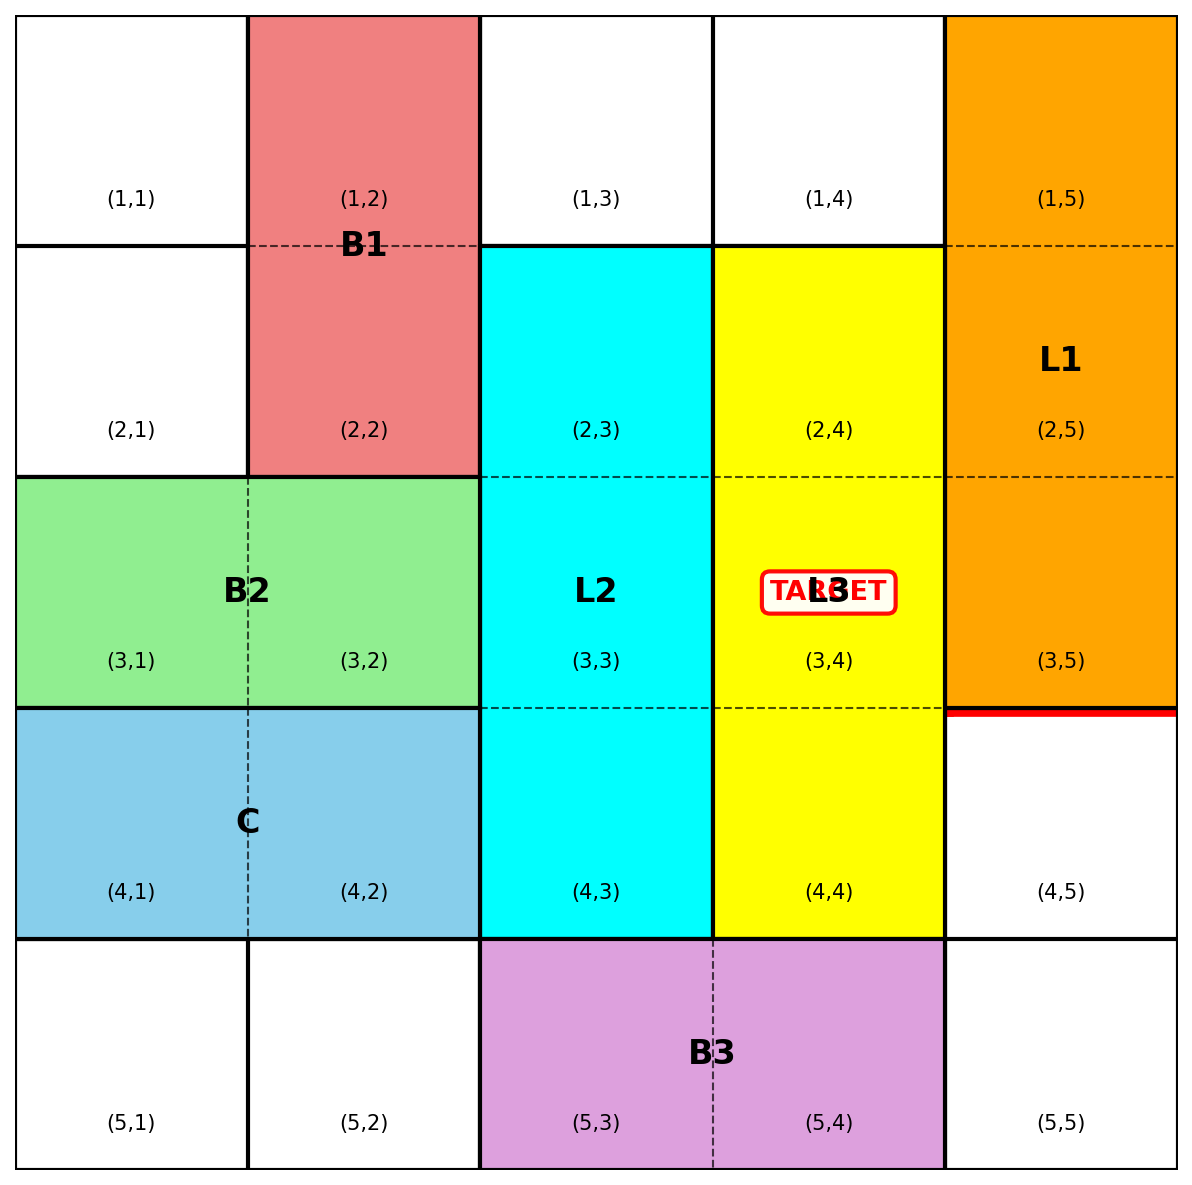 (1,1) (1,2) (1,3) (1,4) (1,5)
B1
L1
(2,1) (2,2) (2,3) (2,4) (2,5)
B2 L2 TARGET L3
(3,1) (3,2) (3,3) (3,4) (3,5)
C
(4,1) (4,2) (4,3) (4,4) (4,5)
B3
(5,1) (5,2) (5,3) (5,4) (5,5)